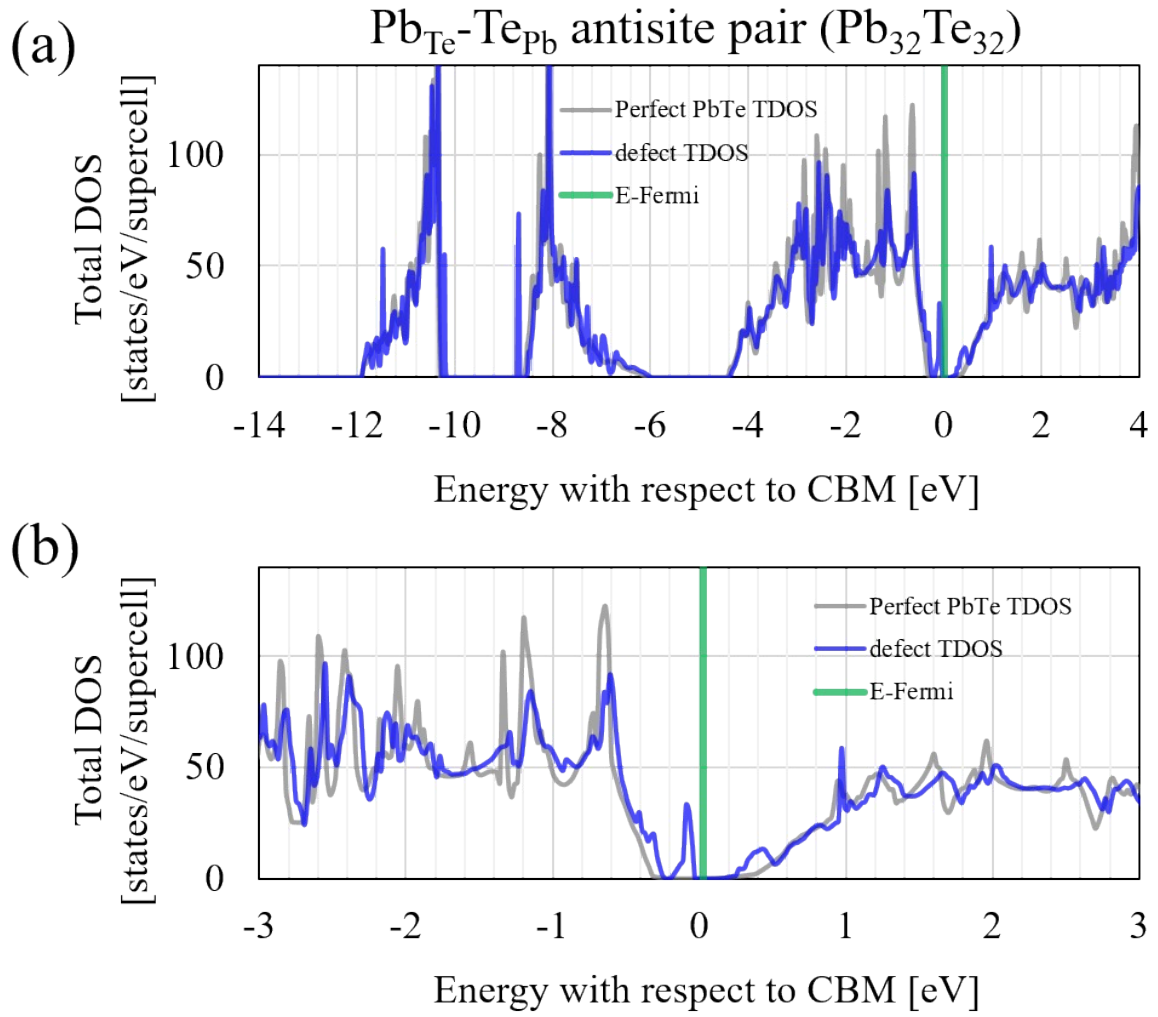 (a)
Pb_Te-Te_Pb antisite pair (Pb_32Te_32)
Total DOS
[states/eV/supercell]
100
50
0
Perfect PbTe TDOS
defect TDOS
E-Fermi
-14 -12 -10 -8 -6 -4 -2 0 2 4
Energy with respect to CBM [eV]
(b)
Total DOS
[states/eV/supercell]
100
50
0
Perfect PbTe TDOS
defect TDOS
E-Fermi
-3 -2 -1 0 1 2 3
Energy with respect to CBM [eV]